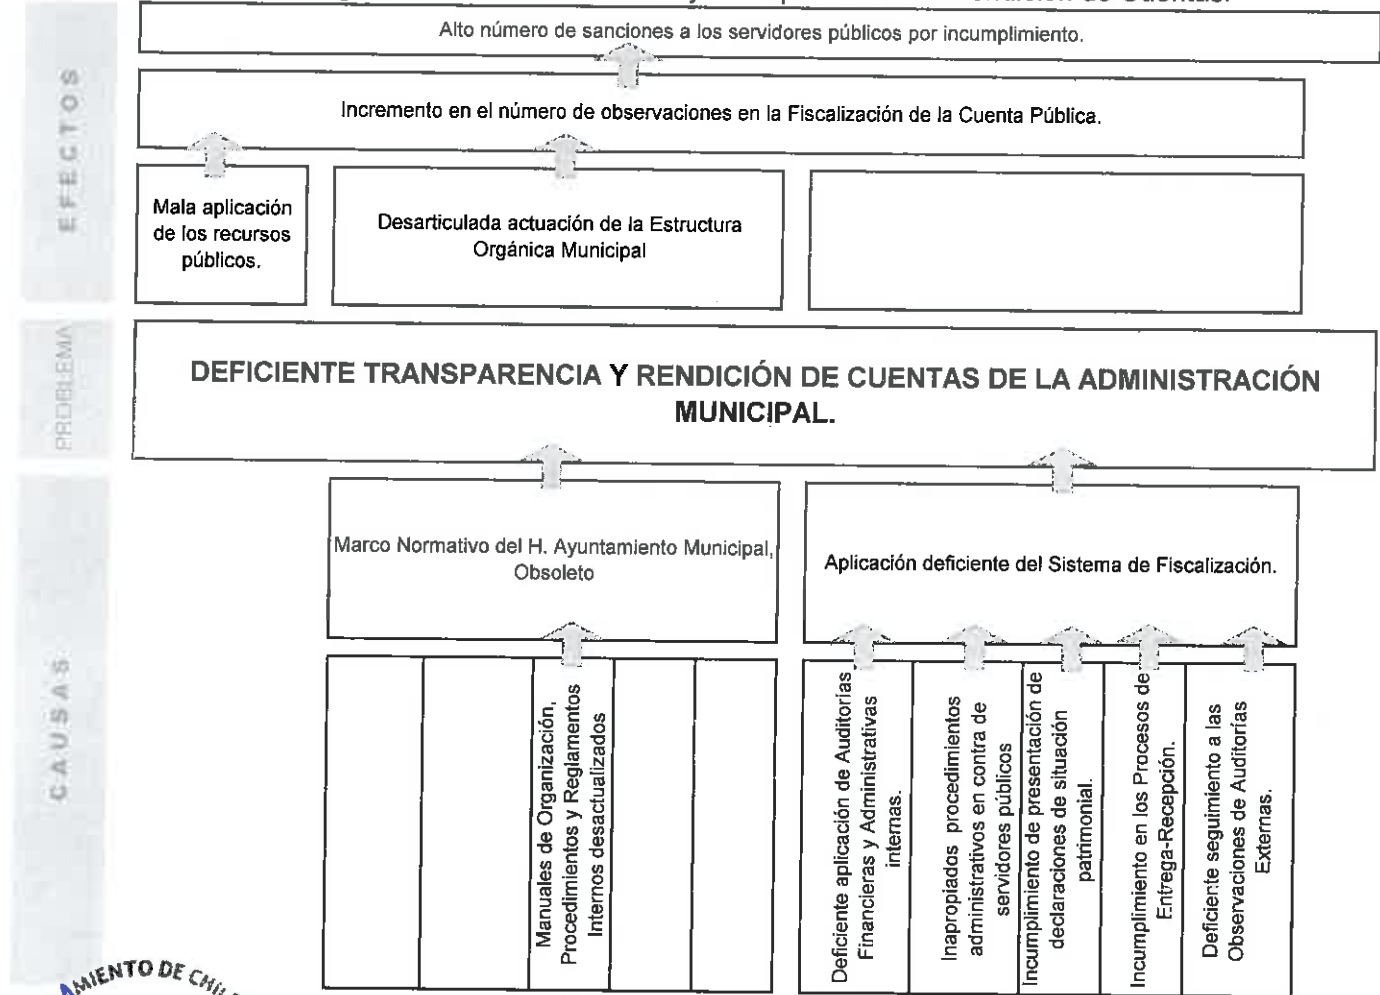 Alto número de sanciones a los servidores públicos por incumplimiento.
EFECTOS
Incremento en el número de observaciones en la Fiscalización de la Cuenta Pública.
Mala aplicación
de los recursos
públicos.
Desarticulada actuación de la Estructura
Orgánica Municipal
PROBLEMA
DEFICIENTE TRANSPARENCIA Y RENDICIÓN DE CUENTAS DE LA ADMINISTRACIÓN
MUNICIPAL.
CAUSAS
Marco Normativo del H. Ayuntamiento Municipal,
Obsoleto
Aplicación deficiente del Sistema de Fiscalización.
Manuales de Organización,
Procedimientos y Reglamentos
Internos desactualizados
Deficiente aplicación de Auditorías
Financieras y Administrativas
internas.
Inapropiados procedimientos
administrativos en contra de
servidores públicos
Incumplimiento de presentación de
declaraciones de situación
patrimonial.
Incumplimiento en los Procesos de
Entrega-Recepción.
Deficiente seguimiento a las
Observaciones de Auditorías
Externas.
DE